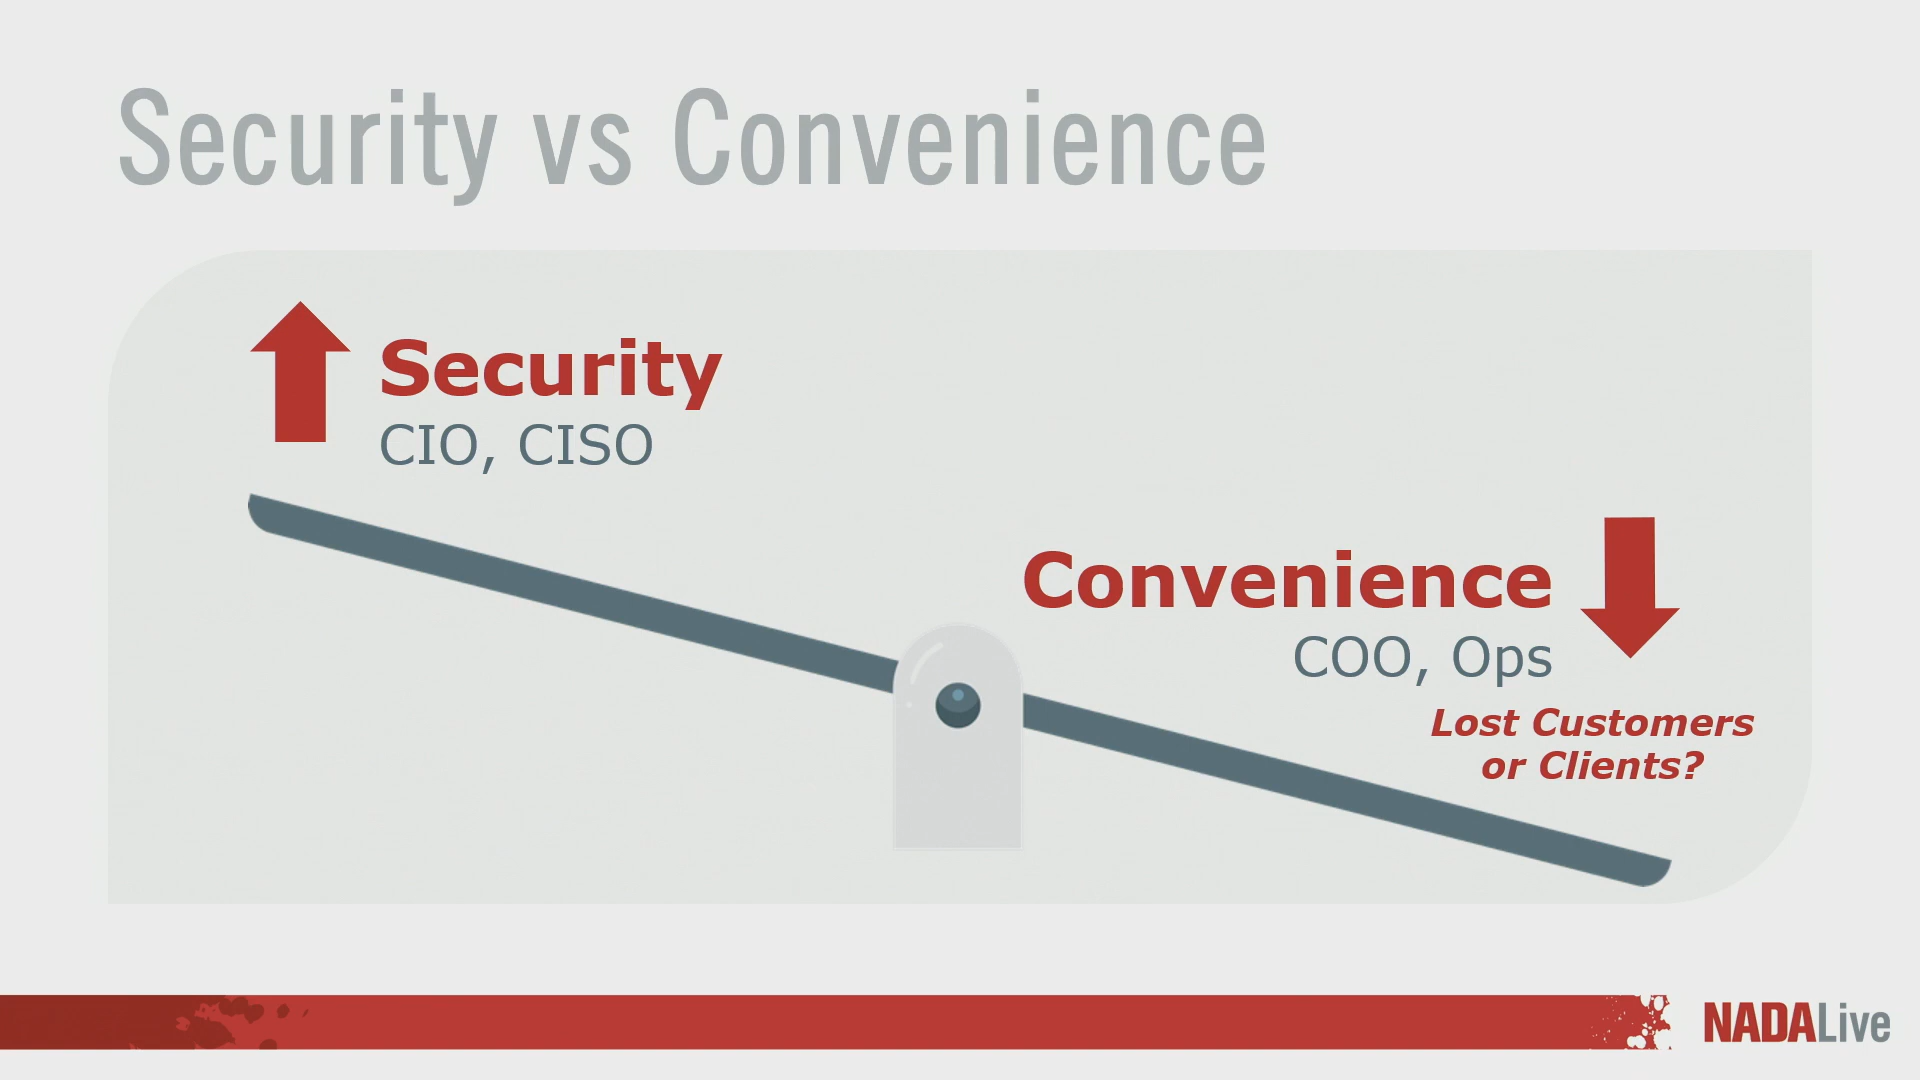 Security vs Convenience
Security
CIO, CISO
Convenience
COO, Ops
Lost Customers
or Clients?
NADALive